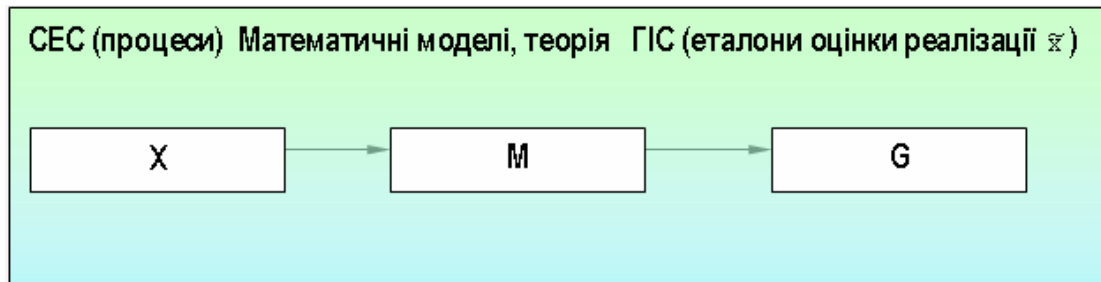 СЕС (процеси) Математичні моделі, теорія ГІС (еталони оцінки реалізації x̃)
X M G